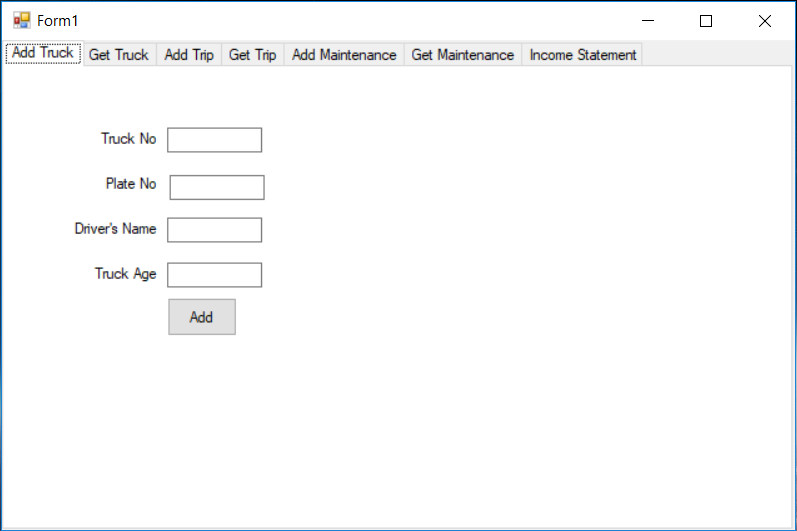 Form1
Add Truck Get Truck Add Trip Get Trip Add Maintenance Get Maintenance Income Statement
Truck No
Plate No
Driver's Name
Truck Age
Add